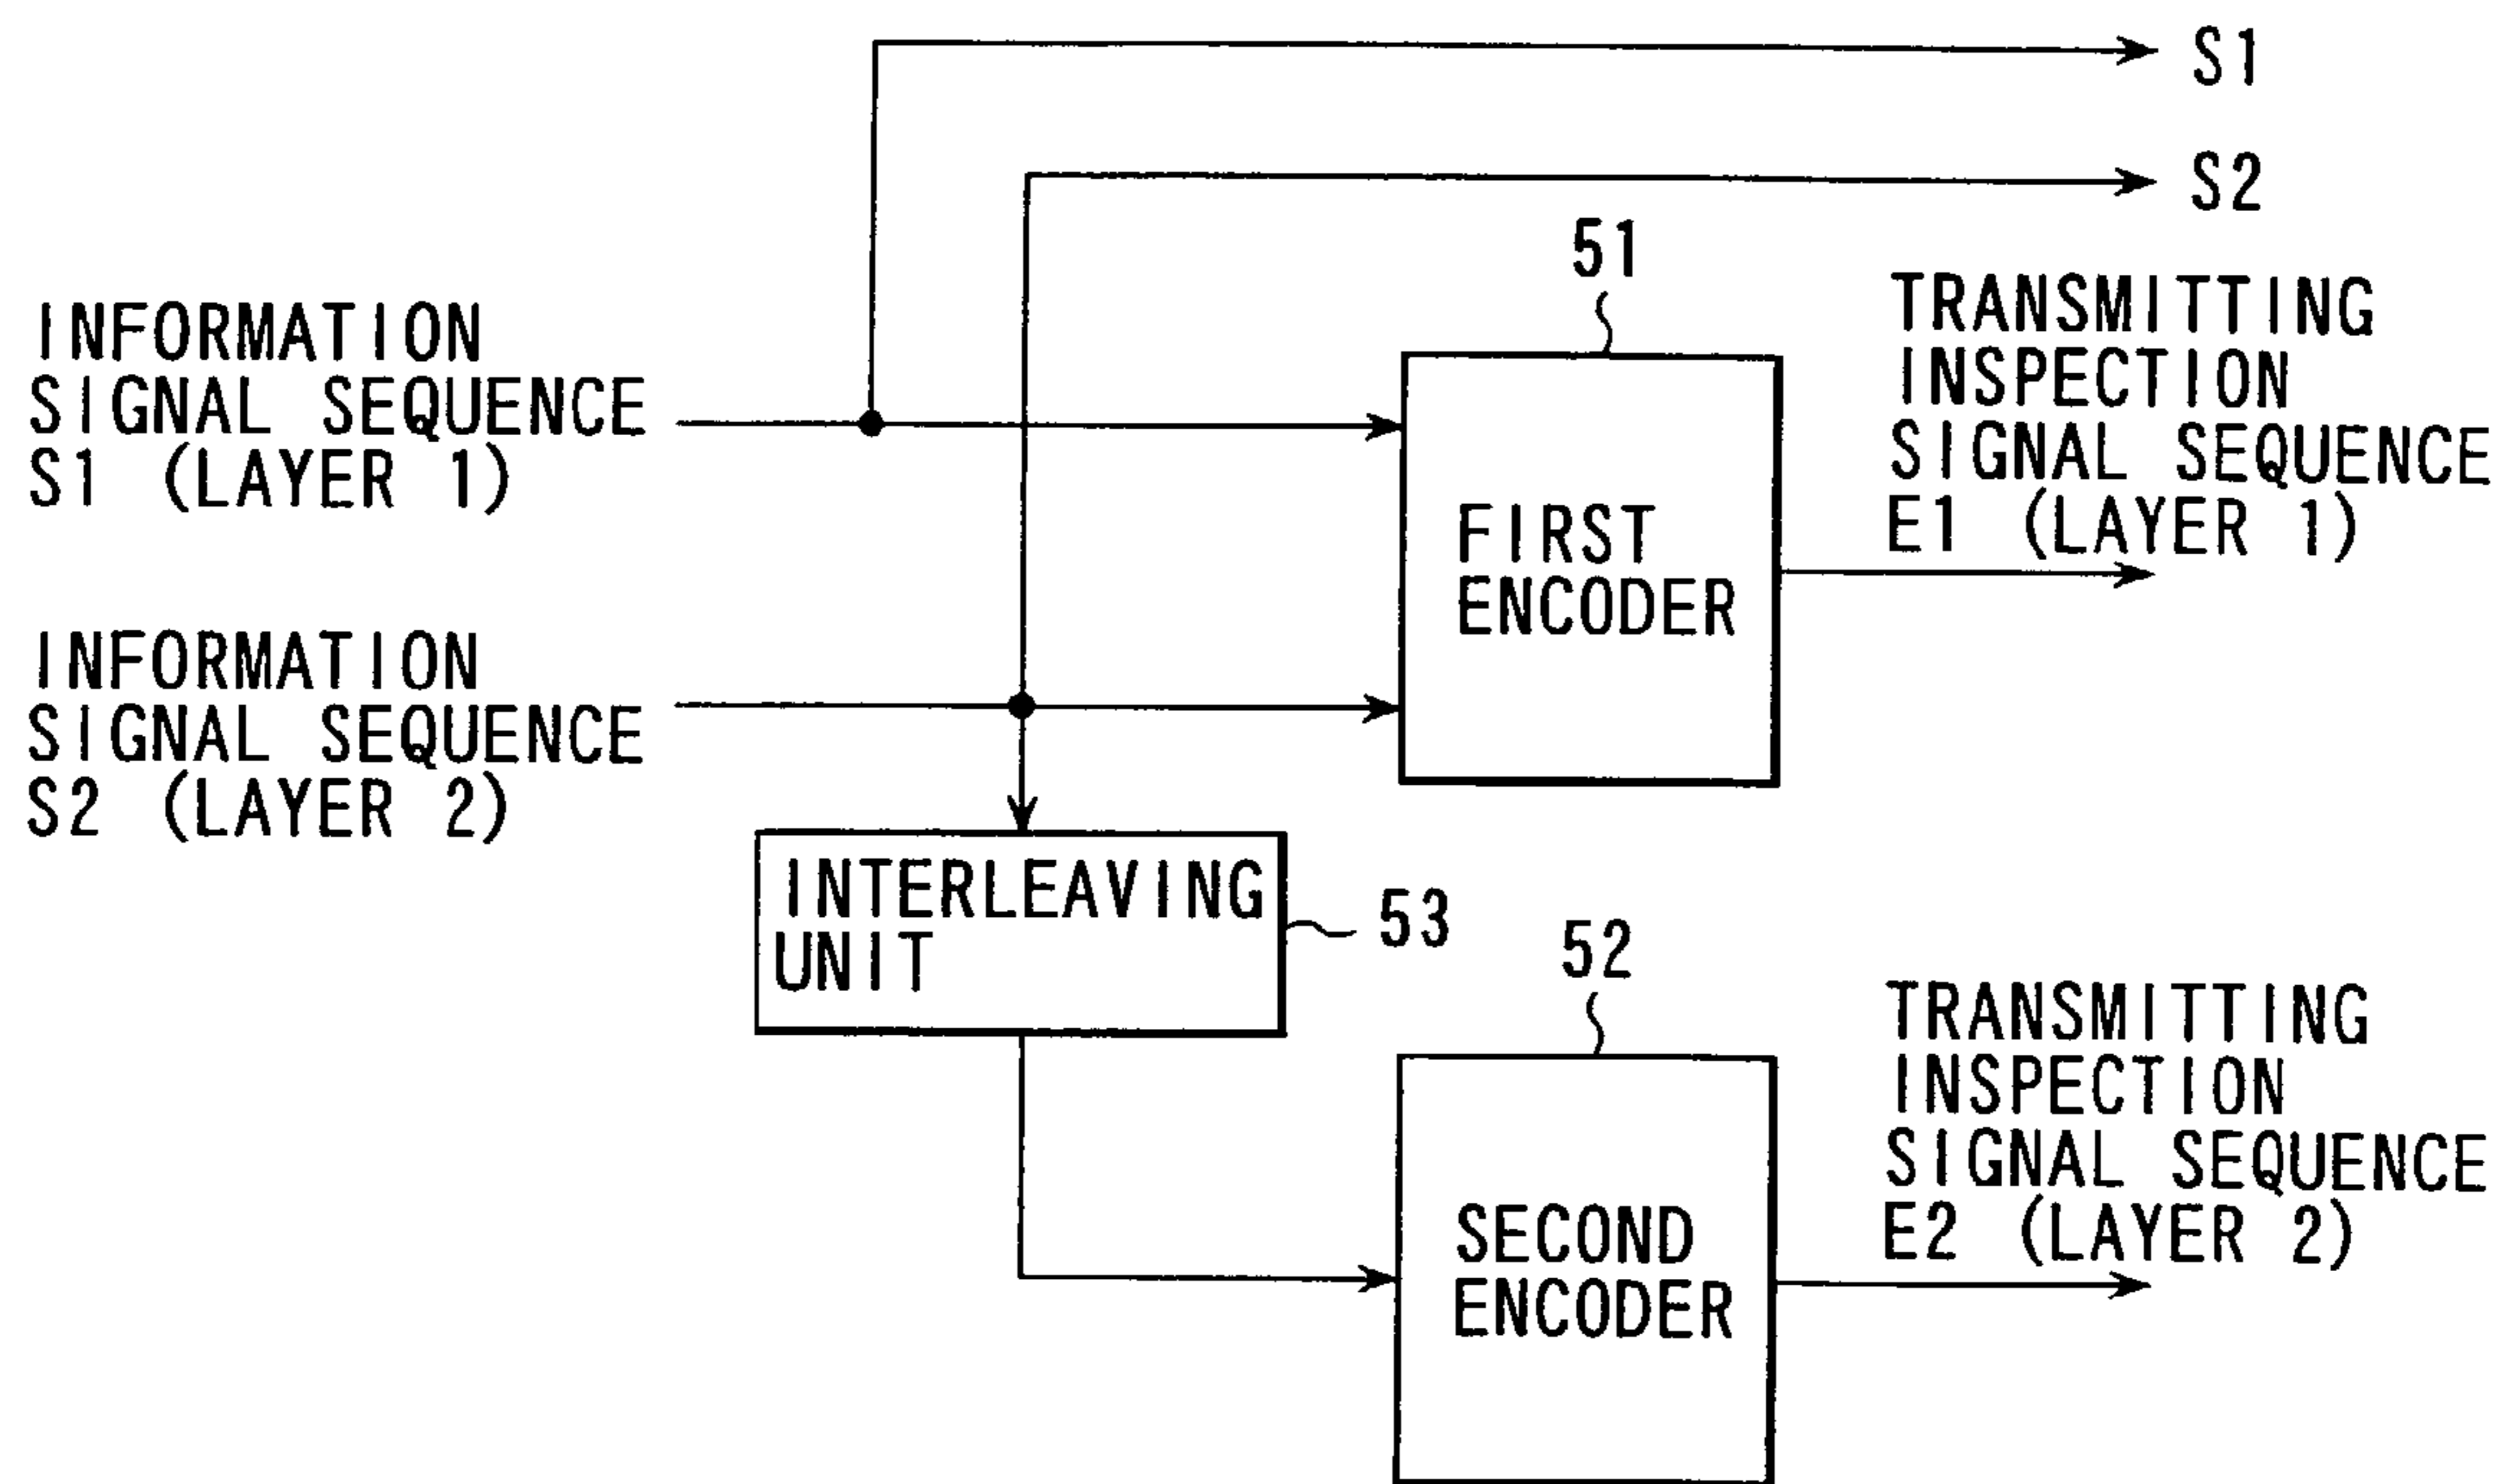 S1
S2
51
INFORMATION
SIGNAL SEQUENCE
S1 (LAYER 1)
TRANSMITTING
INSPECTION
SIGNAL SEQUENCE
E1 (LAYER 1)
FIRST
ENCODER
INFORMATION
SIGNAL SEQUENCE
S2 (LAYER 2)
INTERLEAVING
UNIT
53
52
TRANSMITTING
INSPECTION
SIGNAL SEQUENCE
E2 (LAYER 2)
SECOND
ENCODER